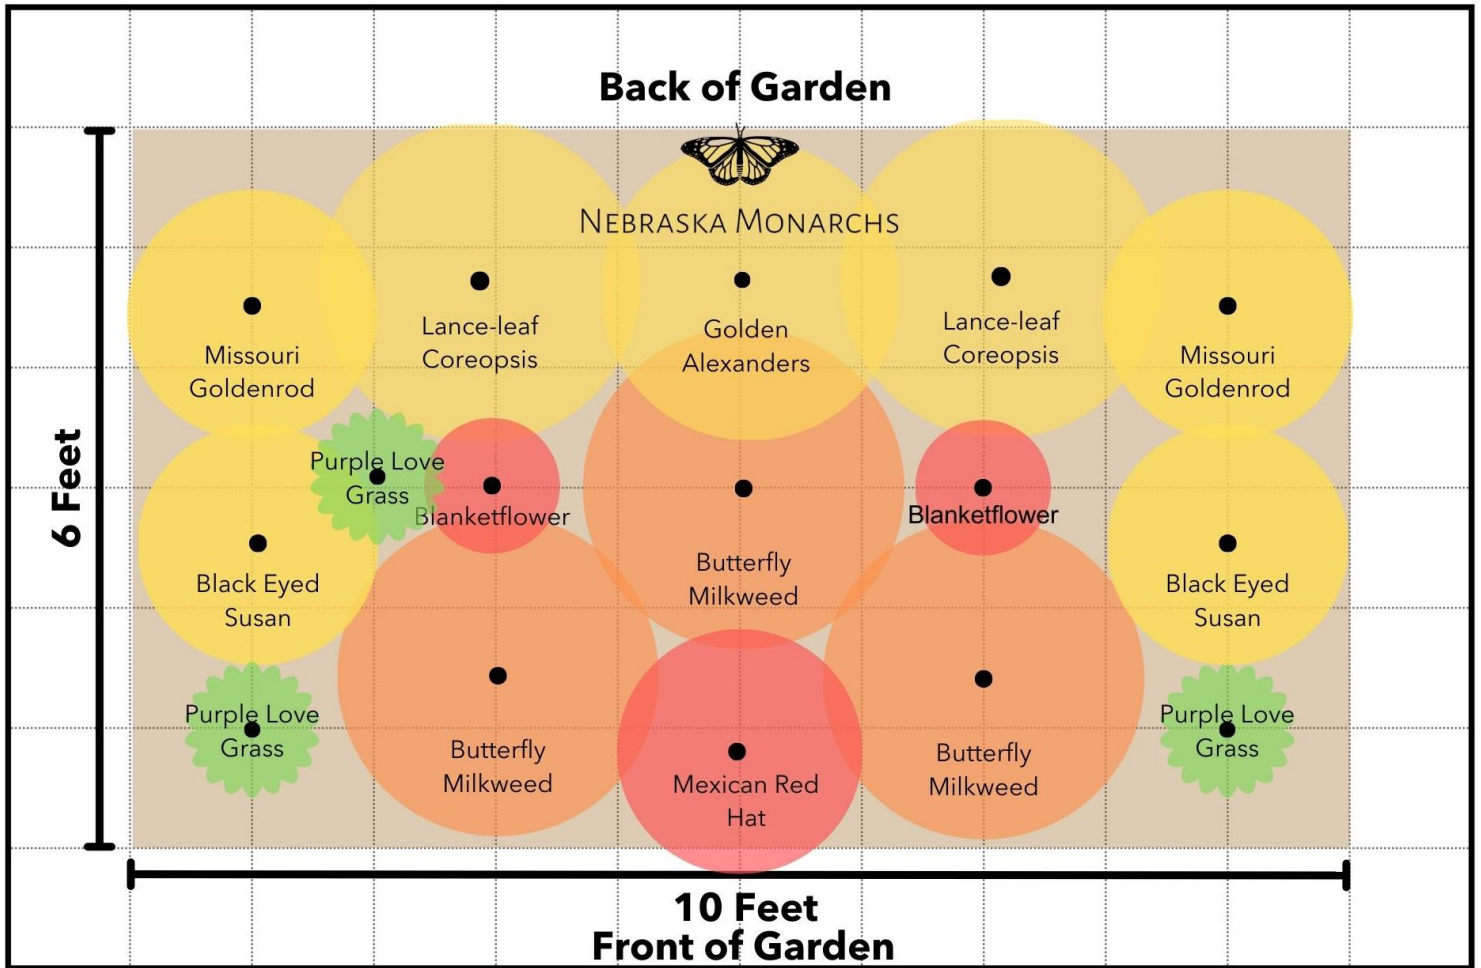 Back of Garden
NEBRASKA MONARCHS
Lance-leaf
Coreopsis
Golden
Alexanders
Lance-leaf
Coreopsis
Missouri
Goldenrod
Missouri
Goldenrod
6 Feet
Purple Love
Grass
Blanketflower
Blanketflower
Butterfly
Milkweed
Black Eyed
Susan
Black Eyed
Susan
Purple Love
Grass
Purple Love
Grass
Butterfly
Milkweed
Mexican Red
Hat
Butterfly
Milkweed
10 Feet
Front of Garden